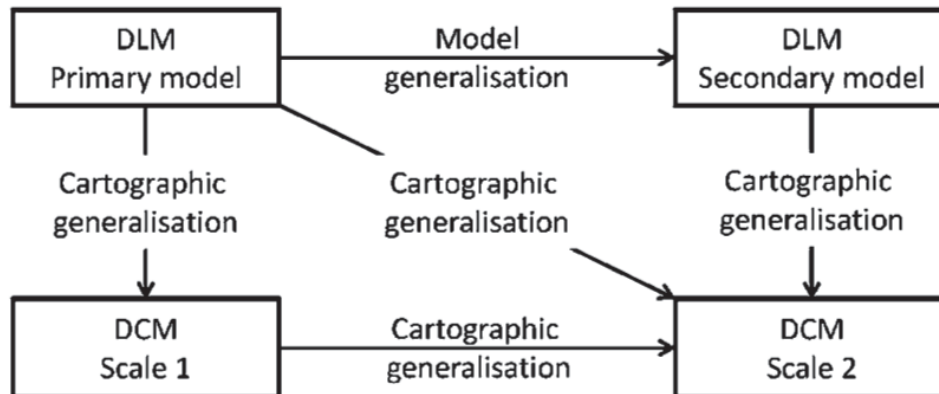 DLM
Primary model
Model
generalisation
DLM
Secondary model
Cartographic
generalisation
Cartographic
generalisation
Cartographic
generalisation
DCM
Scale 1
Cartographic
generalisation
DCM
Scale 2